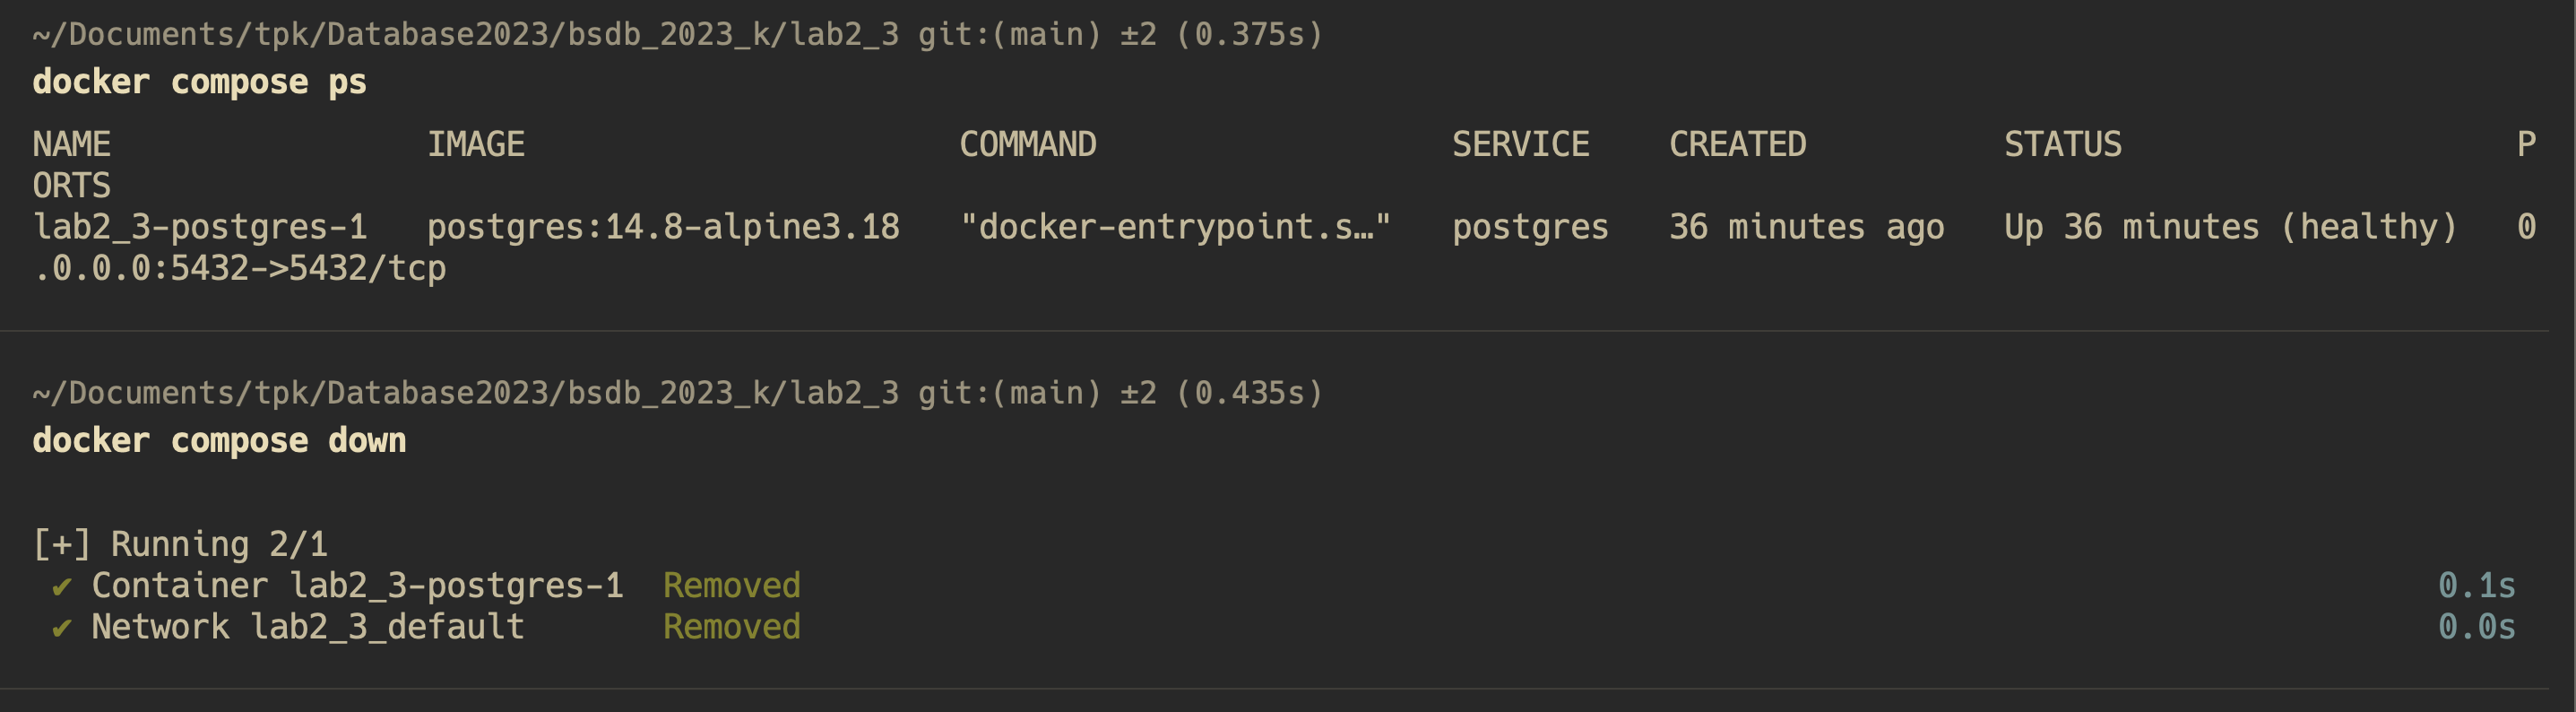 ~/Documents/tpk/Database2023/bsdb_2023_k/lab2_3 git:(main) ±2 (0.375s)
docker compose ps
NAME                IMAGE                      COMMAND                  SERVICE    CREATED          STATUS                    P
ORTS
lab2_3-postgres-1   postgres:14.8-alpine3.18   "docker-entrypoint.s…"   postgres   36 minutes ago   Up 36 minutes (healthy)   0
.0.0.0:5432->5432/tcp
~/Documents/tpk/Database2023/bsdb_2023_k/lab2_3 git:(main) ±2 (0.435s)
docker compose down
[+] Running 2/1
✔ Container lab2_3-postgres-1  Removed 0.1s
✔ Network lab2_3_default       Removed 0.0s